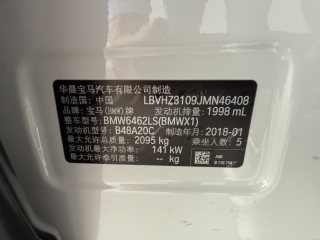 华晨宝马汽车有限公司制造
制造国：中国 LBVHZ3109JMN46408
品牌：宝马(BMW)牌 发动机排量：1998 mL
整车型号：BMW6462LS(BMWX1)
发动机型号：B48A20C 制造年月：2018-01
最大允许总质量：2095 kg 乘坐人数：5
发动机最大净功率：141 kW
最大允许牵引质量：- kg